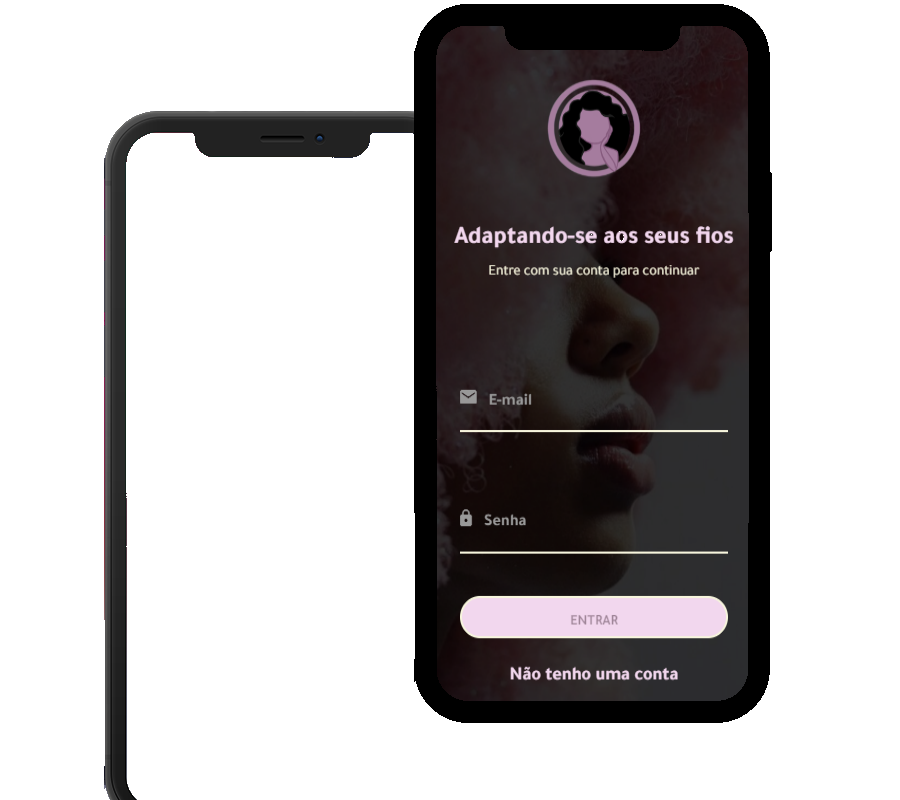 Adaptando-se aos seus fios
Entre com sua conta para continuar
E-mail
Senha
ENTRAR
Não tenho uma conta